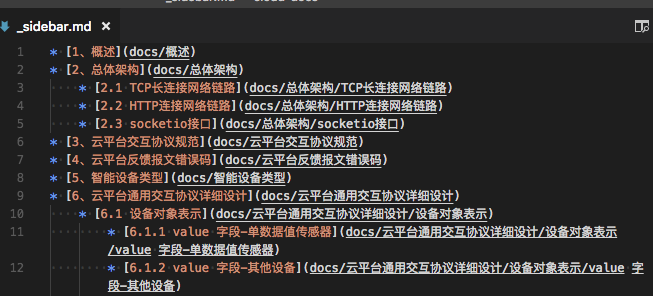 _sidebar.md
1 * [1、概述](docs/概述)
2 * [2、总体架构](docs/总体架构)
3 * [2.1 TCP长连接网络链路](docs/总体架构/TCP长连接网络链路)
4 * [2.2 HTTP连接网络链路](docs/总体架构/HTTP连接网络链路)
5 * [2.3 socketio接口](docs/总体架构/socketio接口)
6 * [3、云平台交互协议规范](docs/云平台交互协议规范)
7 * [4、云平台反馈报文错误码](docs/云平台反馈报文错误码)
8 * [5、智能设备类型](docs/智能设备类型)
9 * [6、云平台通用交互协议详细设计](docs/云平台通用交互协议详细设计)
10 * [6.1 设备对象表示](docs/云平台通用交互协议详细设计/设备对象表示)
11 * [6.1.1 value 字段-单数据值传感器](docs/云平台通用交互协议详细设计/设备对象表示
/value 字段-单数据值传感器)
12 * [6.1.2 value 字段-其他设备](docs/云平台通用交互协议详细设计/设备对象表示/value 字
段-其他设备)